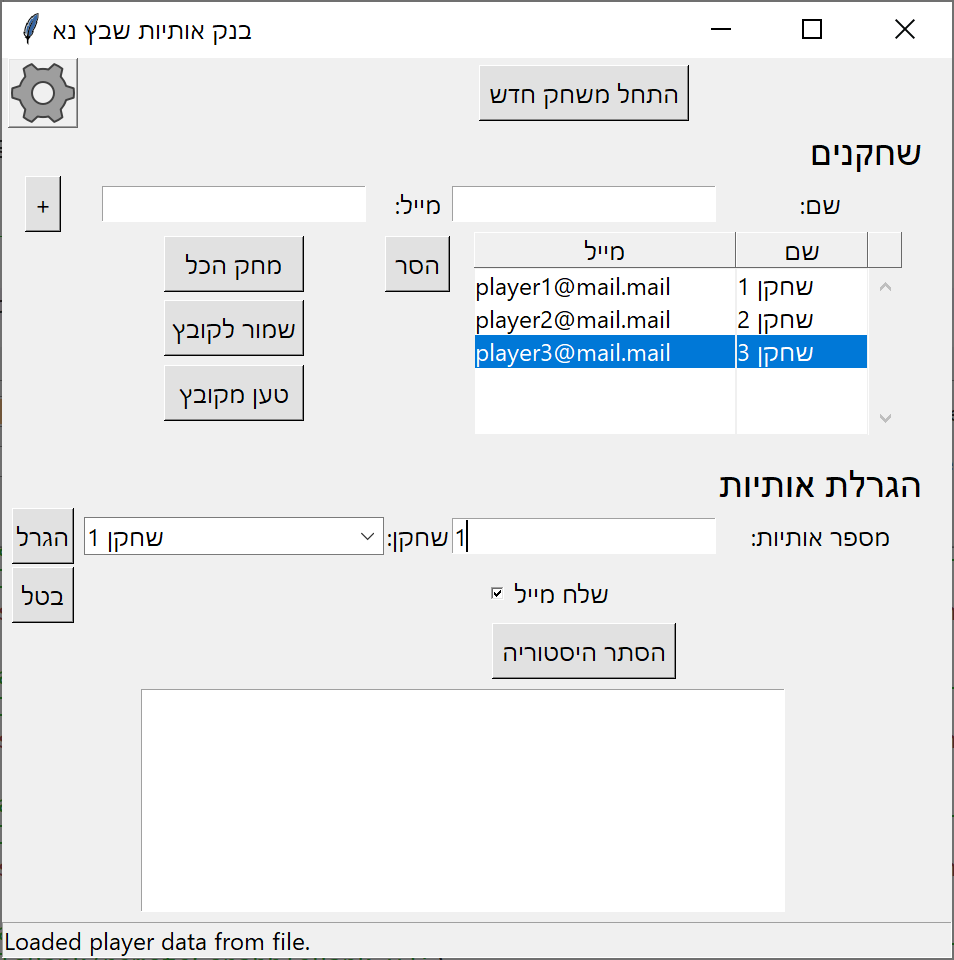 בנק אותיות שבץ נא
התחל משחק חדש
שחקנים
שם:
מייל:
+
שם מייל
שחקן 1 player1@mail.mail
שחקן 2 player2@mail.mail
שחקן 3 player3@mail.mail
הסר
מחק הכל
שמור לקובץ
טען מקובץ
הגרלת אותיות
מספר אותיות: 1 שחקן: שחקן 1 הגרל
שלח מייל
בטל
הסתר היסטוריה
Loaded player data from file.